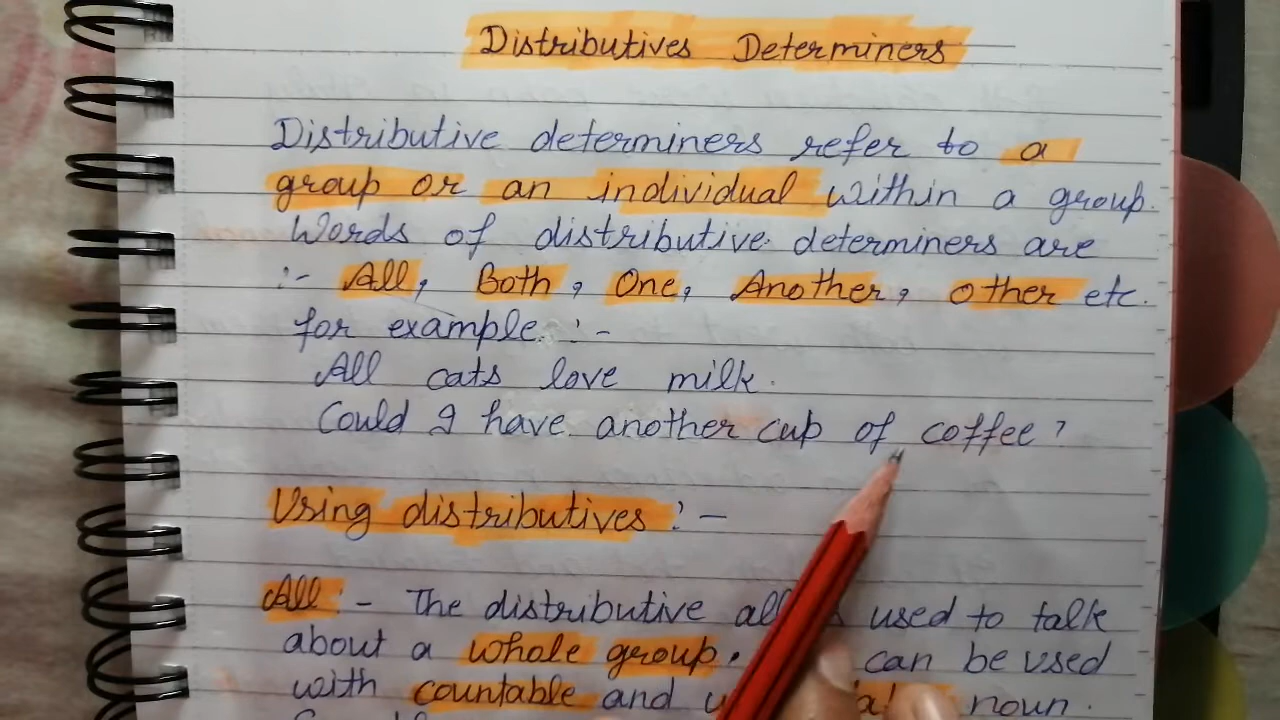 Distributives Determiners
Distributive determiners refer to a
group or an individual within a group.
Words of distributive determiners are
:- All, Both, One, Another, other etc.
for example :-
All cats love milk.
Could I have another cup of coffee ?
Using distributives :-
All :- The distributive all used to talk
about a whole group. can be used
with countable and noun.